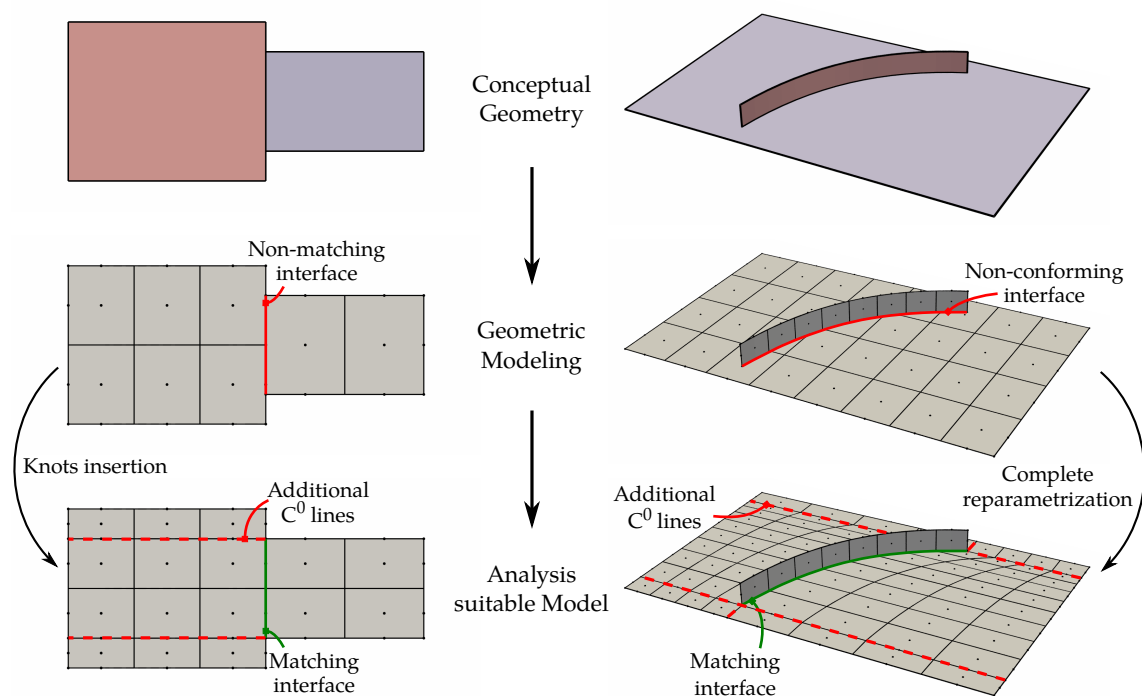 Conceptual
Geometry
Non-matching
interface
Geometric
Modeling
Non-conforming
interface
Knots insertion
Complete
reparametrization
Additional
C⁰ lines
Analysis
suitable Model
Additional
C⁰ lines
Matching
interface
Matching
interface